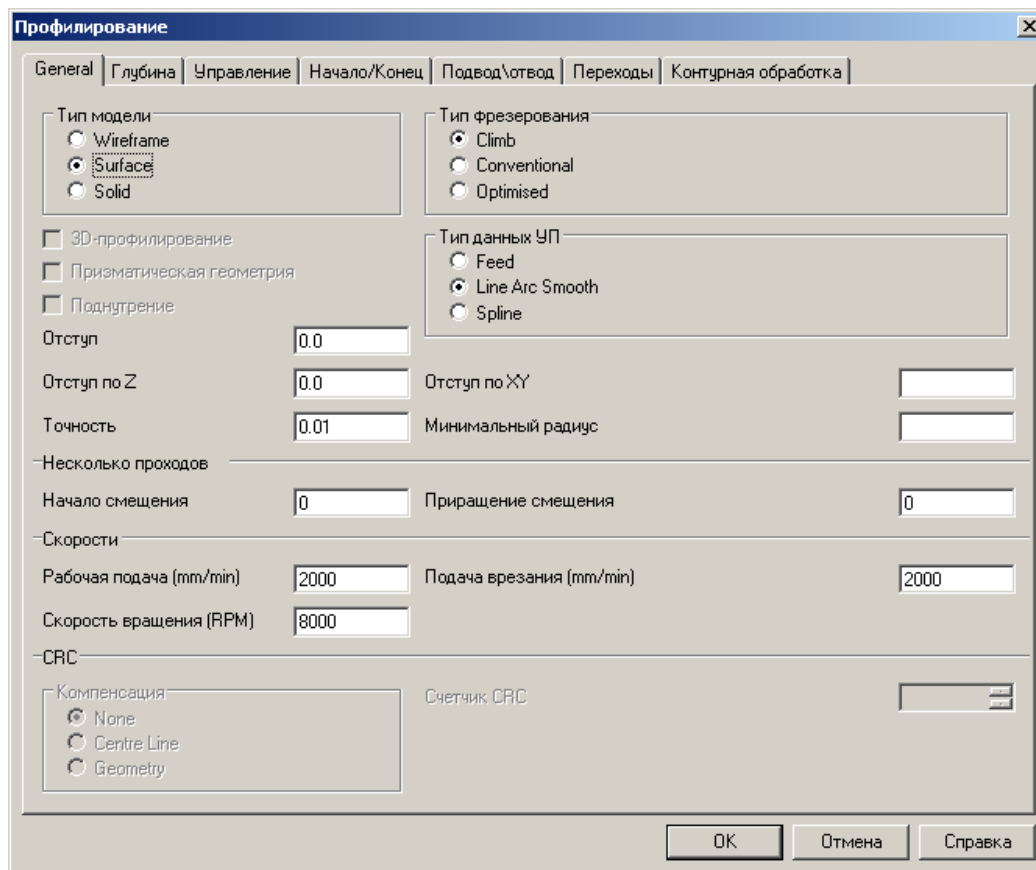 Профилирование
General Глубина Управление Начало/Конец Подвод\отвод Переходы Контурная обработка
Тип модели
Wireframe
Surface
Solid
Тип фрезерования
Climb
Conventional
Optimised
3D-профилирование
Призматическая геометрия
Поднутрение
Тип данных УП
Feed
Line Arc Smooth
Spline
Отступ 0.0
Отступ по Z 0.0 Отступ по XY
Точность 0.01 Минимальный радиус
Несколько проходов
Начало смещения 0 Приращение смещения 0
Скорости
Рабочая подача (mm/min) 2000 Подача врезания (mm/min) 2000
Скорость вращения (RPM) 8000
CRC
Компенсация
None
Centre Line
Geometry
Счетчик CRC
OK Отмена Справка